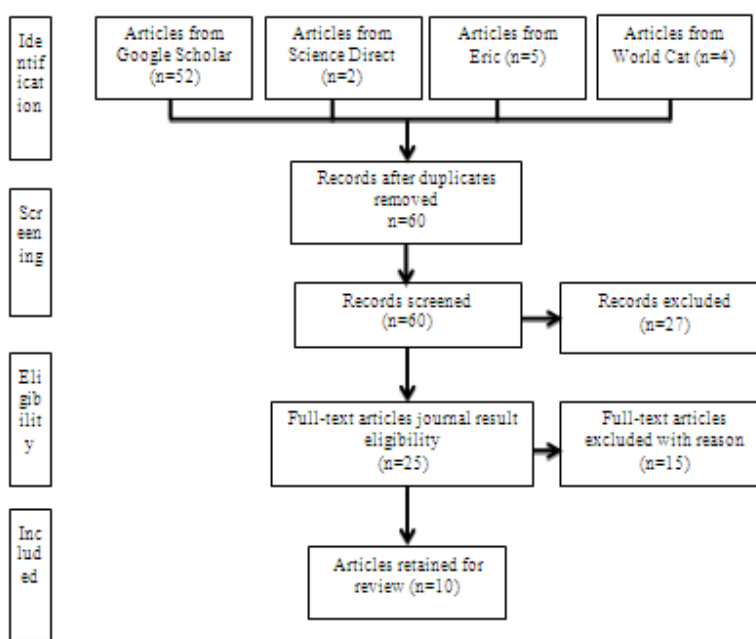 Ide
ntif
icat
ion
Articles from
Google Scholar
(n=52)
Articles from
Science Direct
(n=2)
Articles from
Eric (n=5)
Articles from
World Cat (n=4)
Records after duplicates
removed
n=60
Scr
een
ing
Records screened
(n=60)
Records excluded
(n=27)
Eli
gib
ilit
y
Full-text articles journal result
eligibility
(n=25)
Full-text articles
excluded with reason
(n=15)
Inc
lud
ed
Articles retained for
review (n=10)